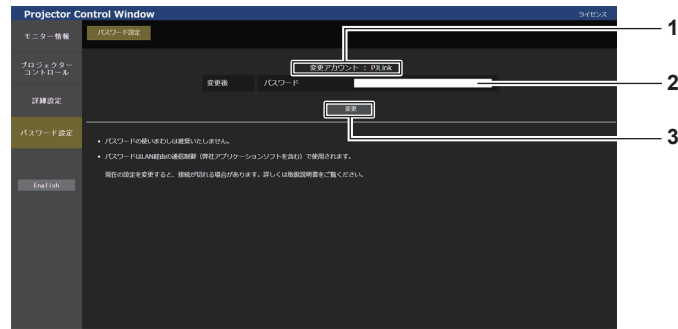 Projector Control Window
ライセンス
モニター情報
パスワード設定
プロジェクター
コントロール
詳細設定
パスワード設定
English
変更アカウント : PJLink
変更後 パスワード
変更
• パスワードの使いまわしは推奨いたしません。
• パスワードはLAN経由の通信制御（弊社アプリケーションソフトを含む）で使用されます。
現在の設定を変更すると、接続が切れる場合があります。詳しくは取扱説明書をご覧ください。
1
2
3